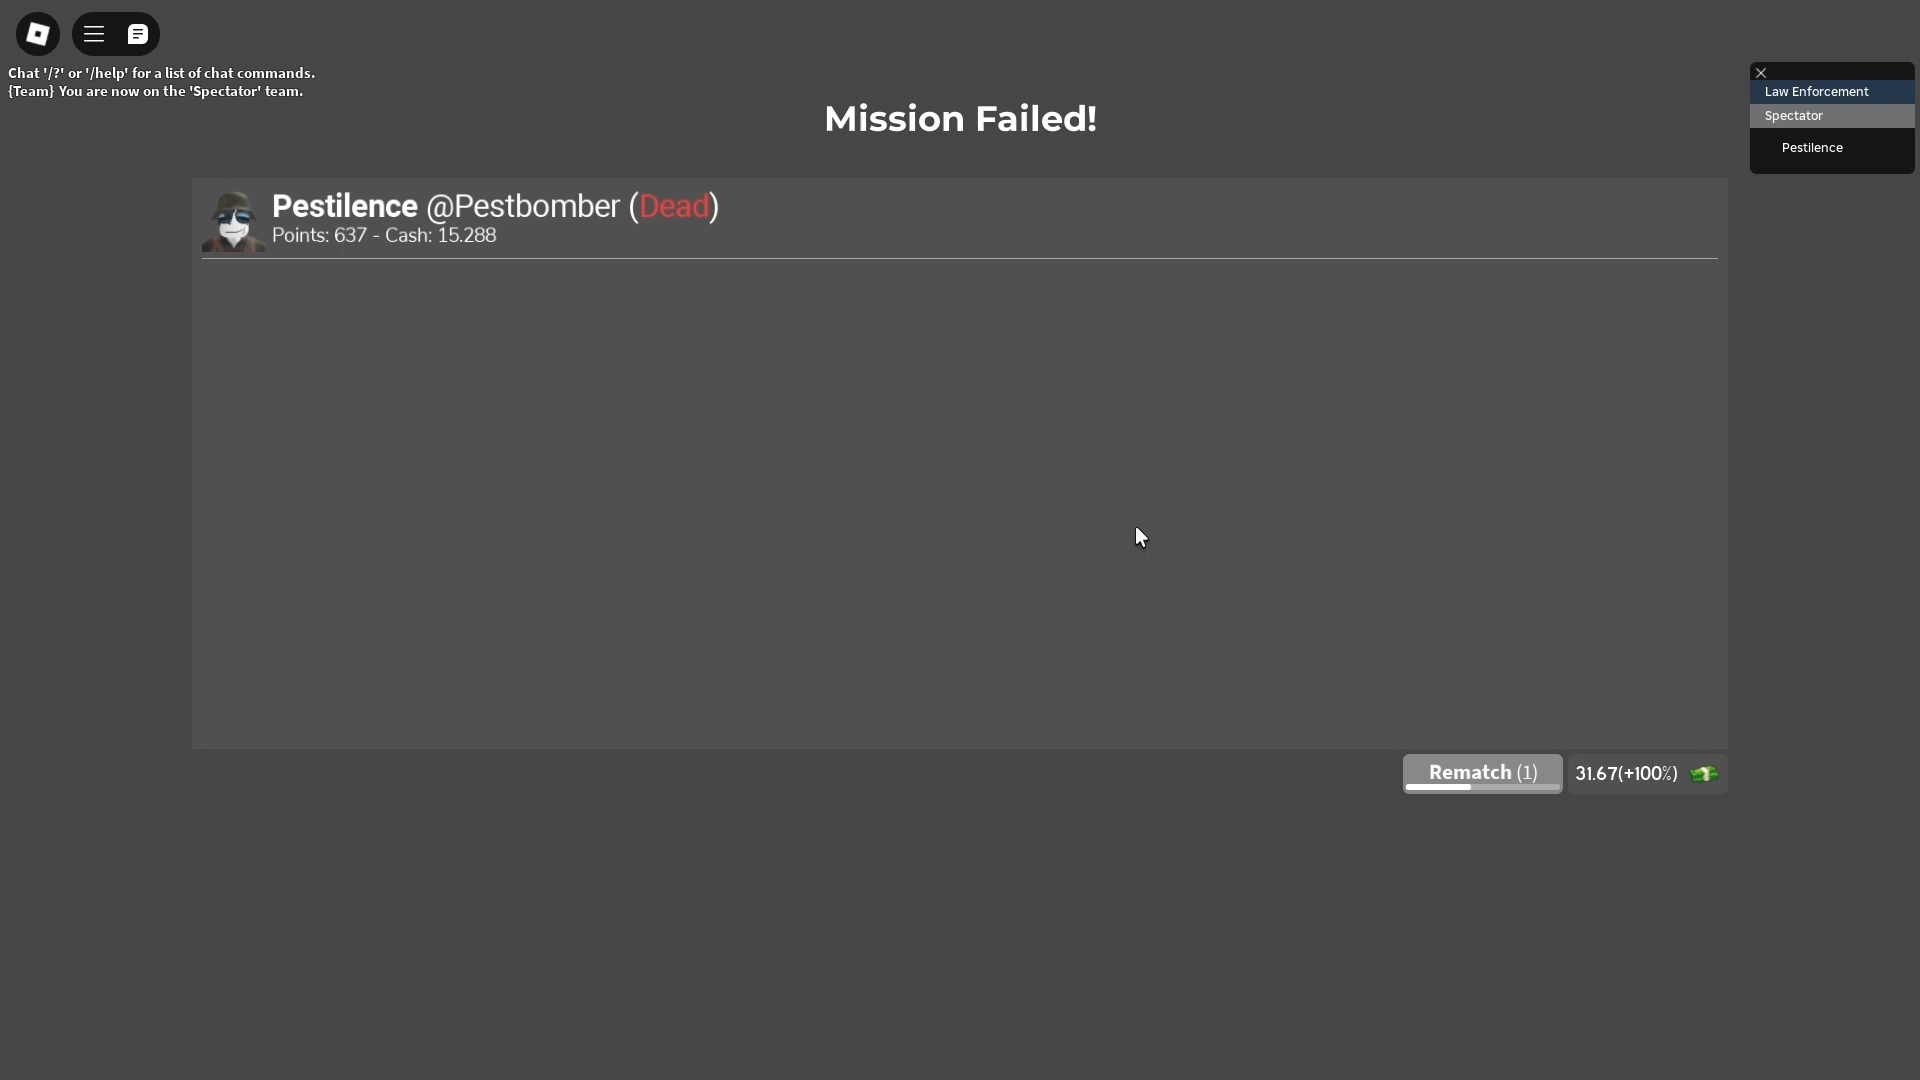 Chat '/?' or '/help' for a list of chat commands.
{Team} You are now on the 'Spectator' team.
Mission Failed!
Law Enforcement
Spectator
Pestilence
Pestilence @Pestbomber (Dead)
Points: 637 - Cash: 15.288
Rematch (1)
31.67(+100%)